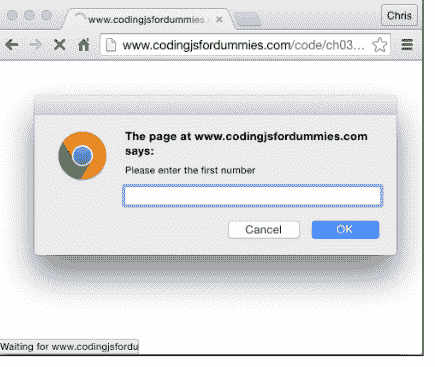 www.codingjsfordummies.
Chris
www.codingjsfordummies.com/code/ch03...
The page at www.codingjsfordummies.com
says:
Please enter the first number
Cancel
OK
Waiting for www.codingjsfordu